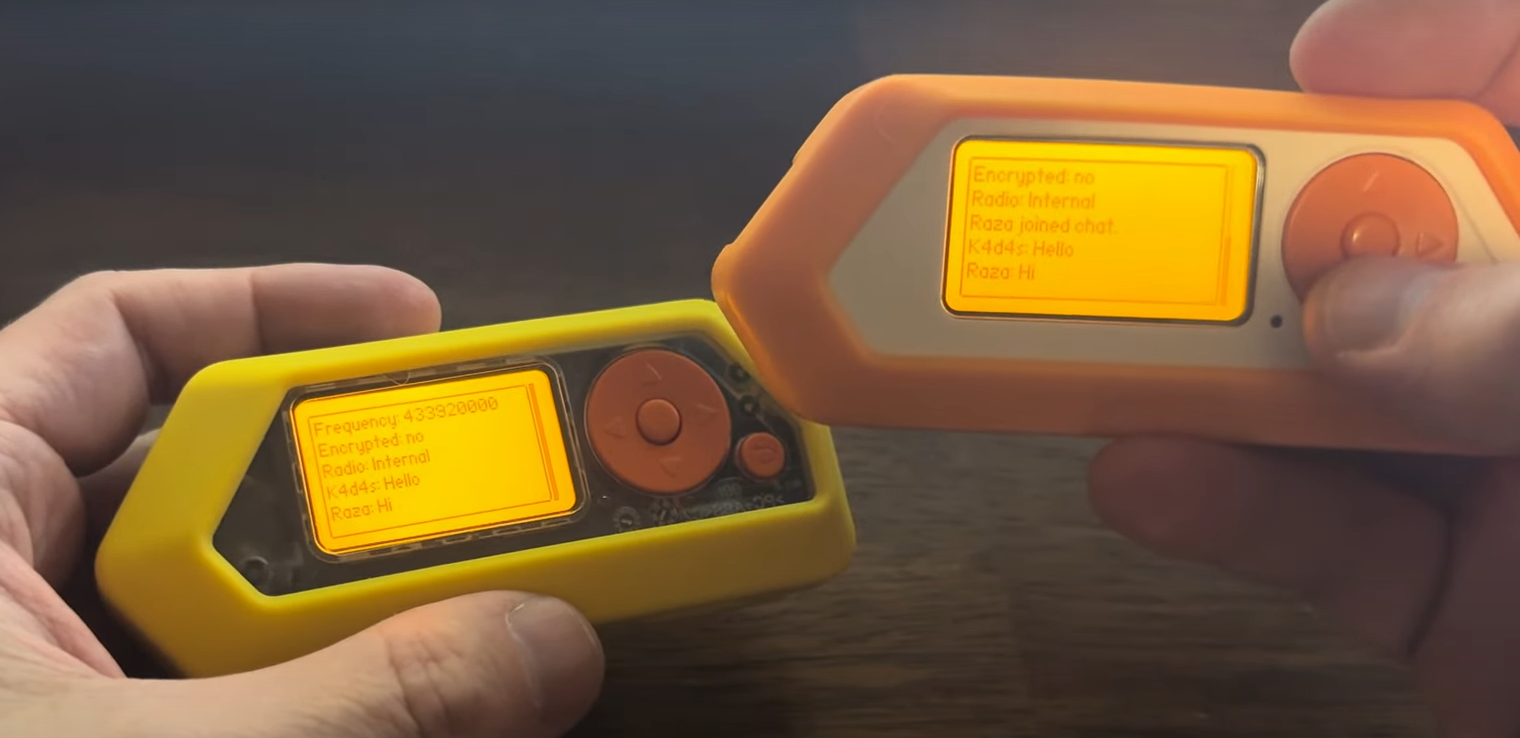 Frequency: 433920000
Encrypted: no
Radio: Internal
K4d4s: Hello
Raza: Hi
Encrypted: no
Radio: Internal
Raza joined chat.
K4d4s: Hello
Raza: Hi